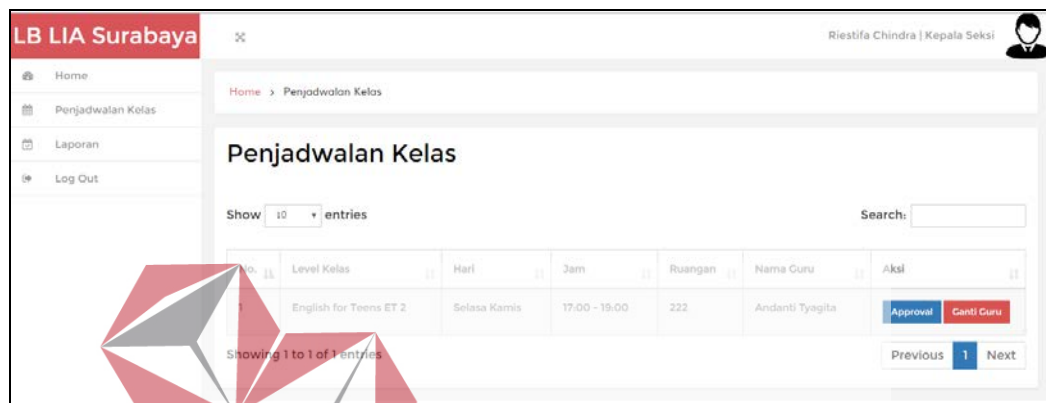 LB LIA Surabaya
Riestifa Chindra | Kepala Seksi
Home
Penjadwalan Kelas
Laporan
Log Out
Home > Penjadwalan Kelas
Penjadwalan Kelas
Show 10 entries
Search:
No. Level Kelas Hari Jam Ruangan Nama Guru Aksi
1 English for Teens ET 2 Selasa Kamis 17:00 - 19:00 222 Andanti Tyagita Approval Ganti Guru
Showing 1 to 1 of 1 entries
Previous 1 Next